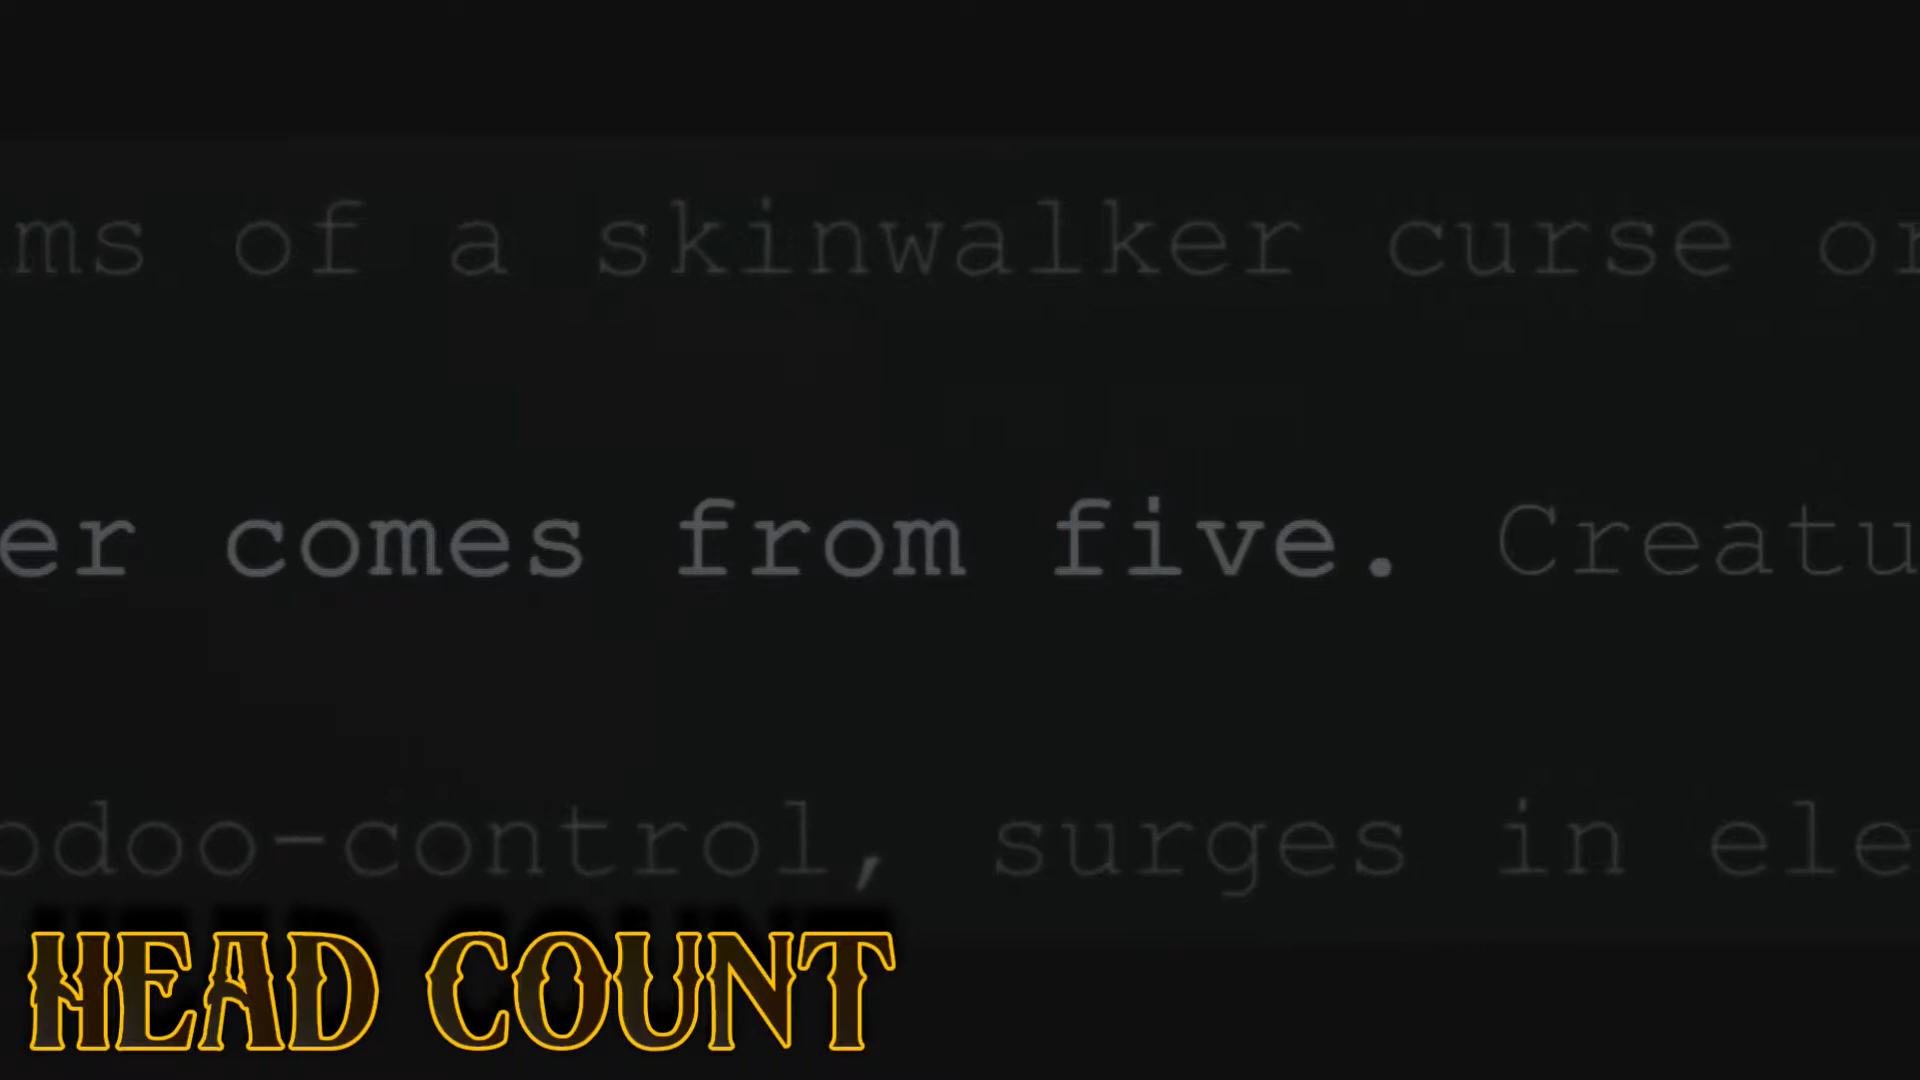 ms of a skinwalker curse or
er comes from five. Creatu
odoo-control, surges in ele
HEAD COUNT